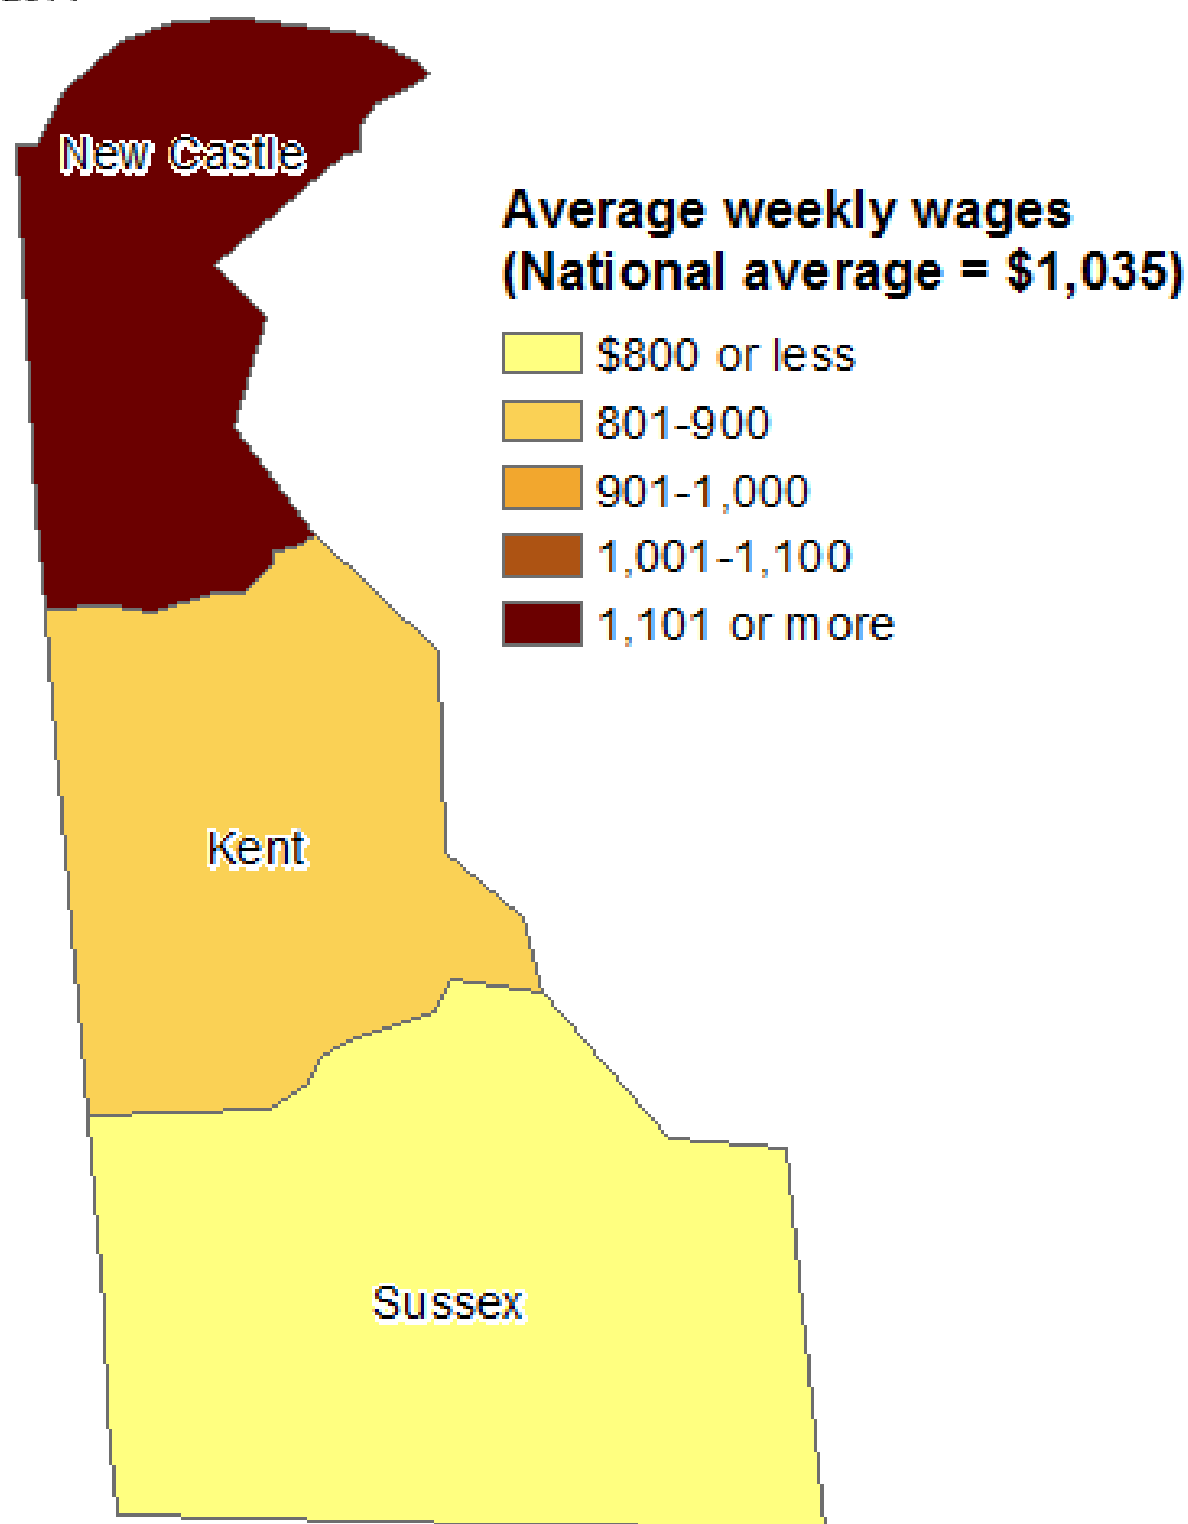 New Castle
Average weekly wages
(National average = $1,035)
$800 or less
801-900
901-1,000
1,001-1,100
1,101 or more
Kent
Sussex